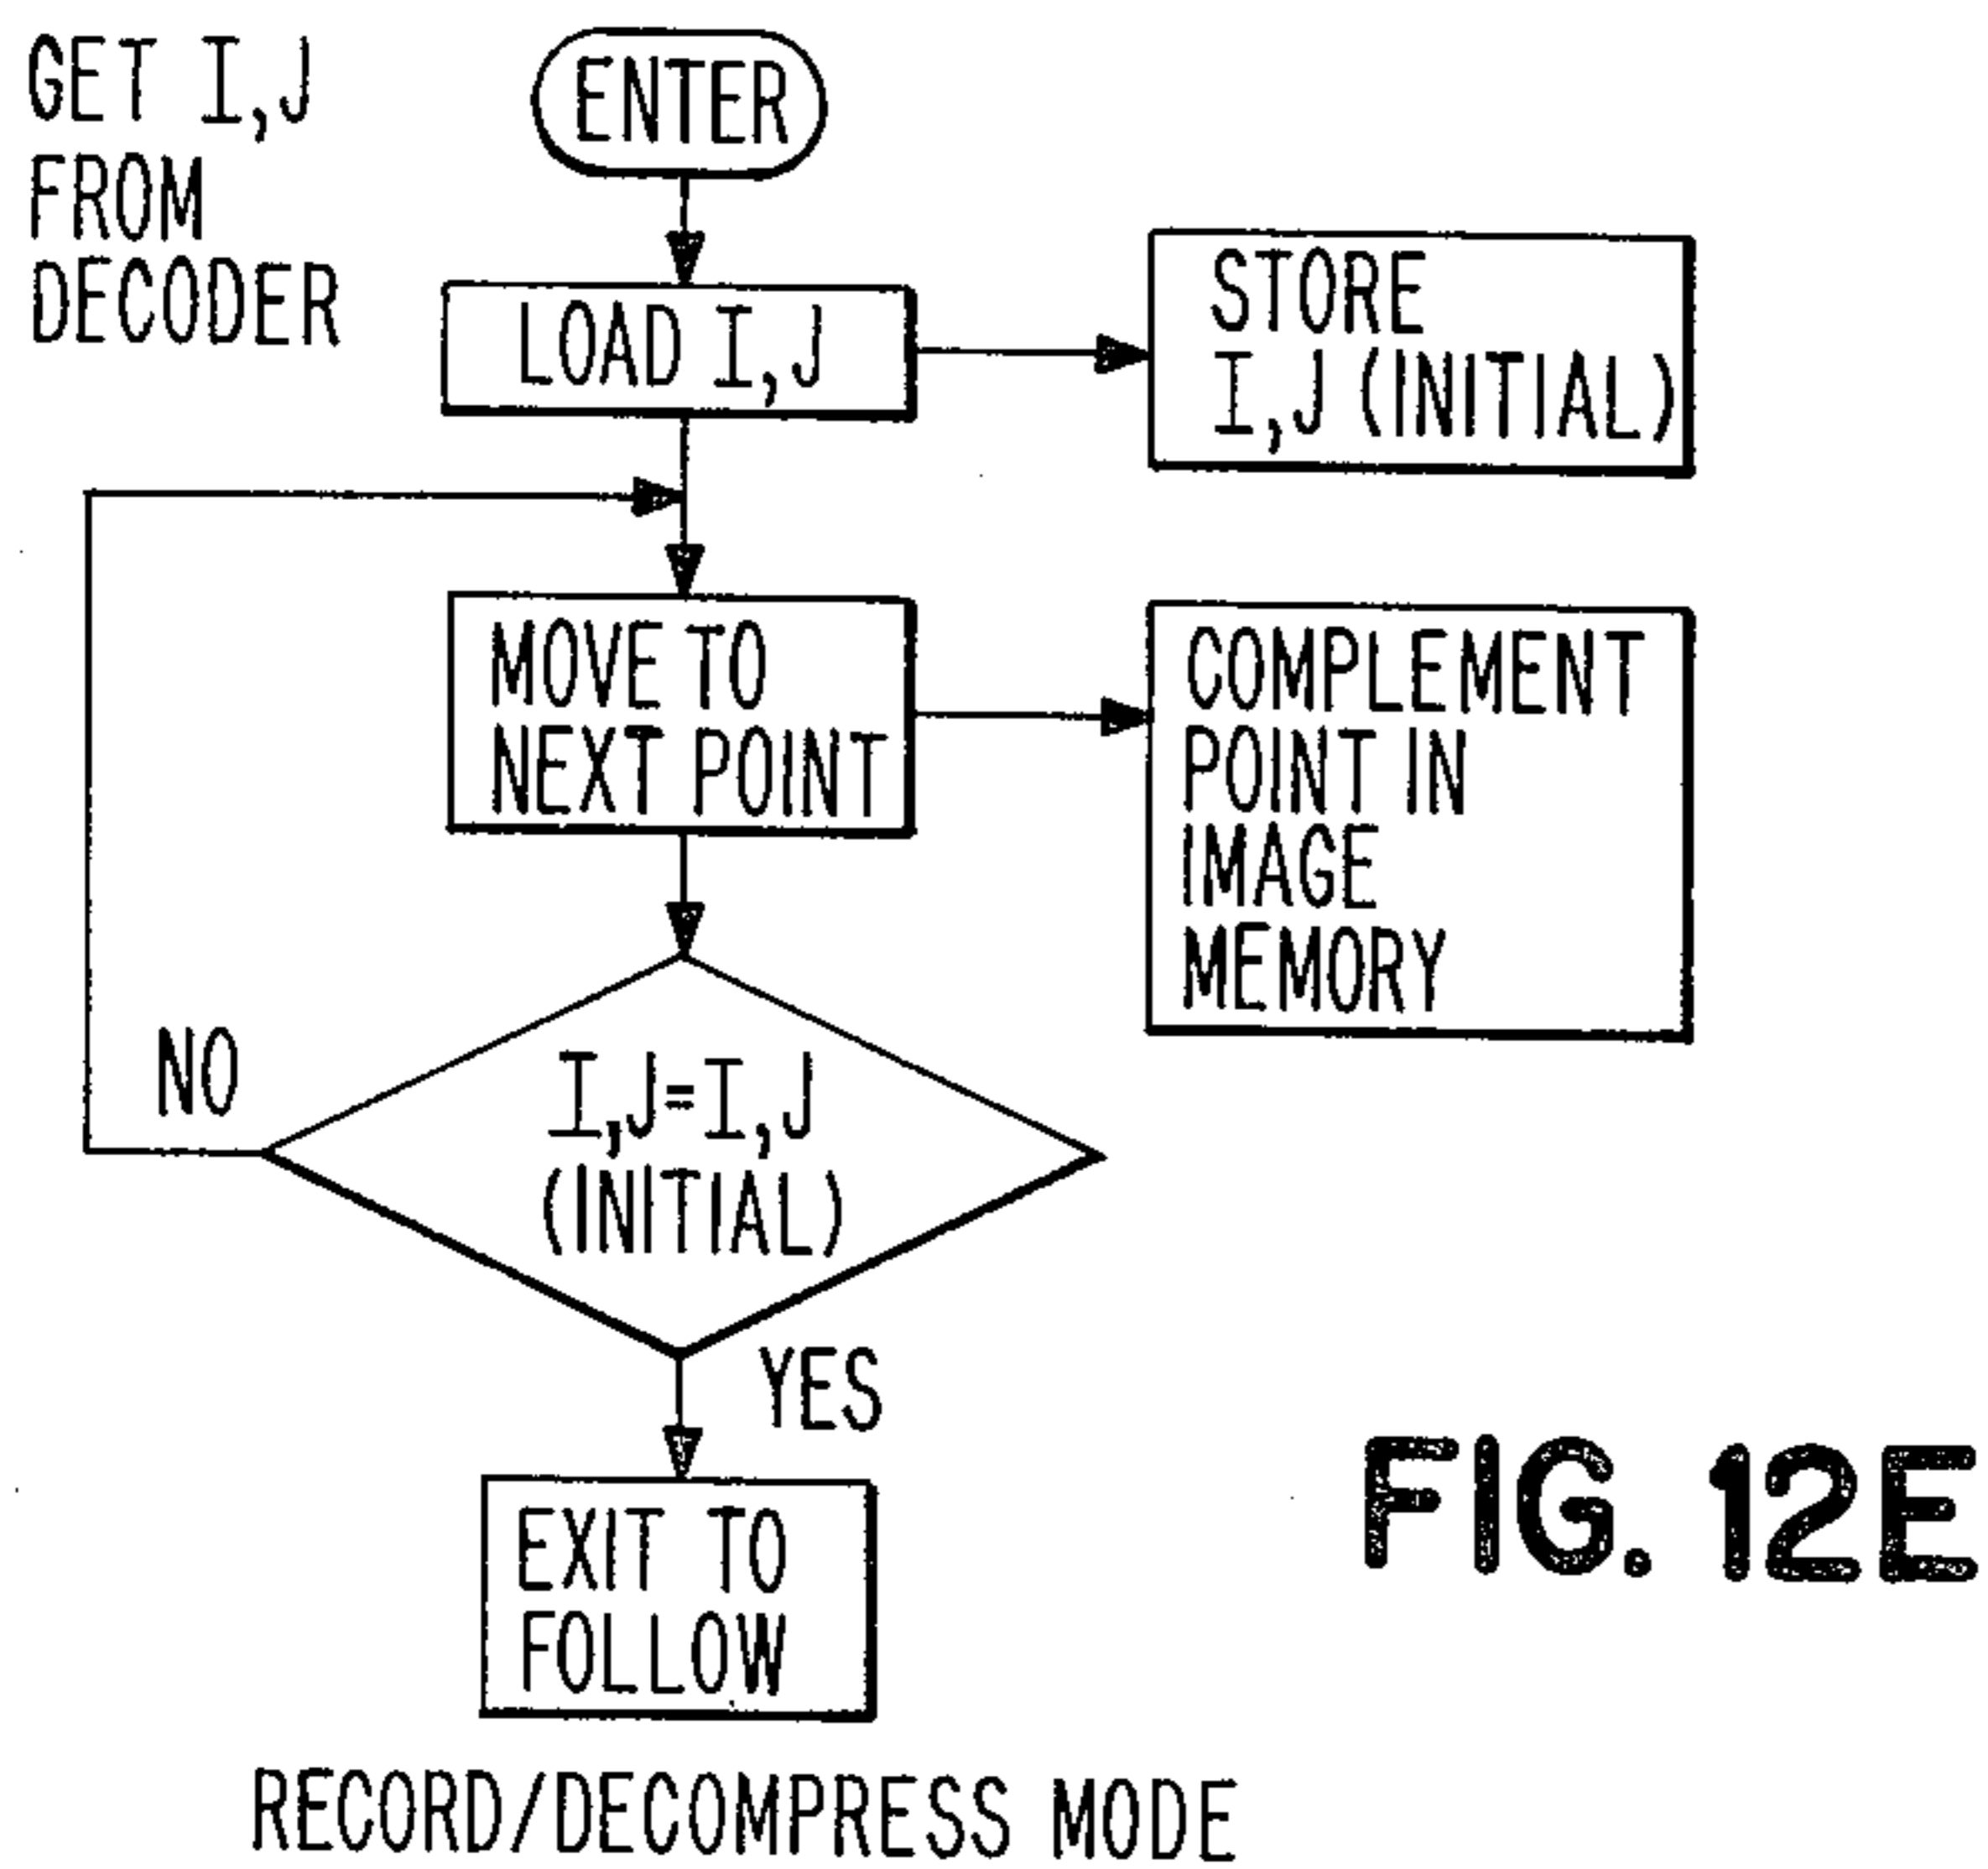 GET I,J
FROM
DECODER
ENTER
LOAD I,J
STORE
I,J (INITIAL)
MOVE TO
NEXT POINT
COMPLEMENT
POINT IN
IMAGE
MEMORY
NO
I,J=I,J
(INITIAL)
YES
EXIT TO
FOLLOW
FIG. 12E
RECORD/DECOMPRESS MODE